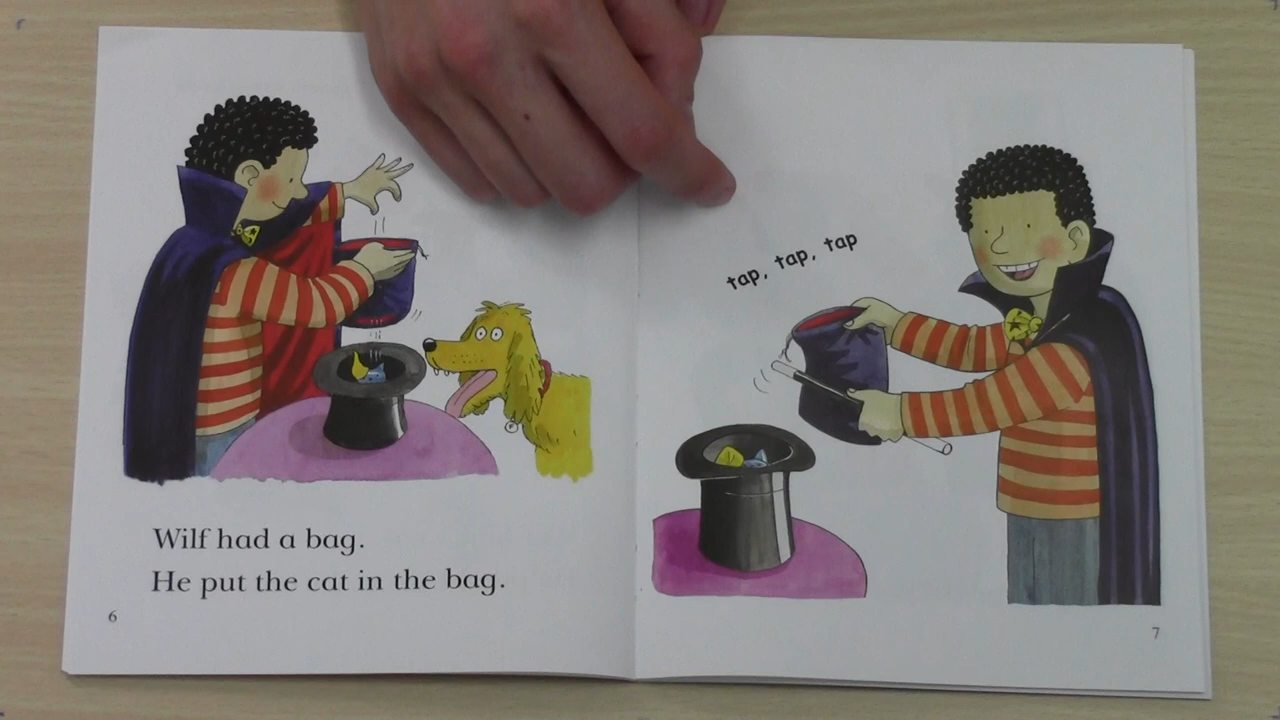 Wilf had a bag.
He put the cat in the bag.
6
tap, tap, tap
7